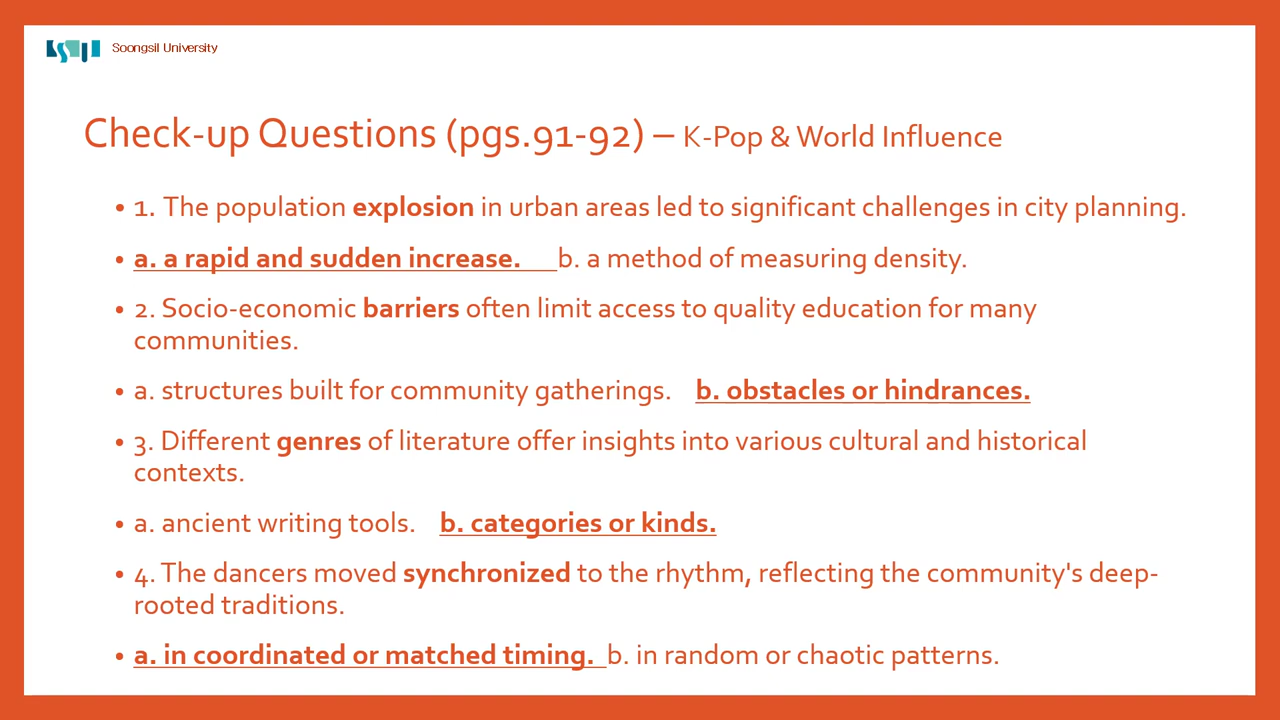 Soongsil University
Check-up Questions (pgs.91-92) – K-Pop & World Influence
• 1. The population explosion in urban areas led to significant challenges in city planning.
• a. a rapid and sudden increase. b. a method of measuring density.
• 2. Socio-economic barriers often limit access to quality education for many
communities.
• a. structures built for community gatherings. b. obstacles or hindrances.
• 3. Different genres of literature offer insights into various cultural and historical
contexts.
• a. ancient writing tools. b. categories or kinds.
• 4. The dancers moved synchronized to the rhythm, reflecting the community's deep-
rooted traditions.
• a. in coordinated or matched timing. b. in random or chaotic patterns.